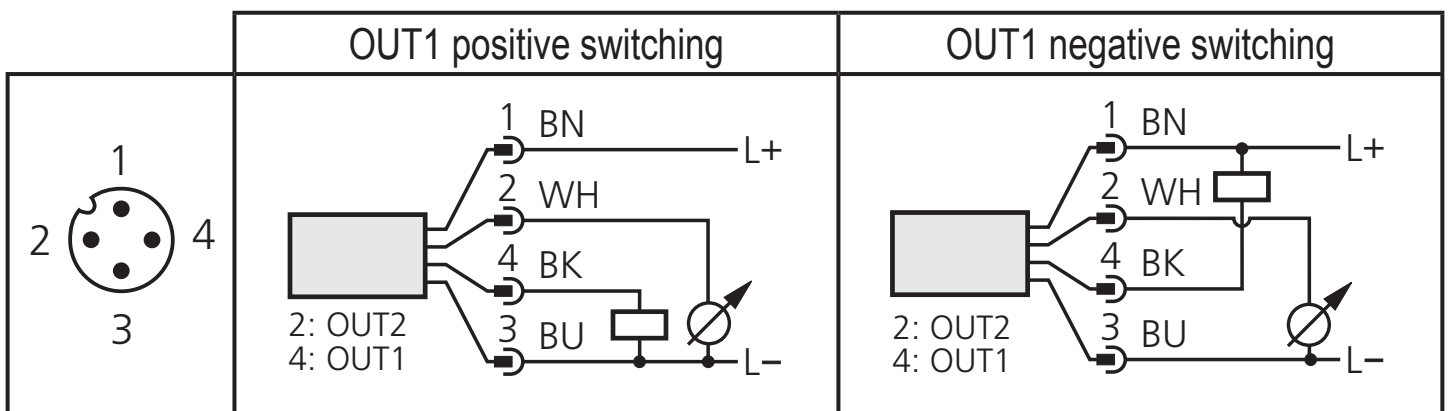 OUT1 positive switching
OUT1 negative switching
1
2 4
3
1 BN
L+
2 WH
4 BK
3 BU
L–
2: OUT2
4: OUT1
1 BN
L+
2 WH
4 BK
3 BU
L–
2: OUT2
4: OUT1